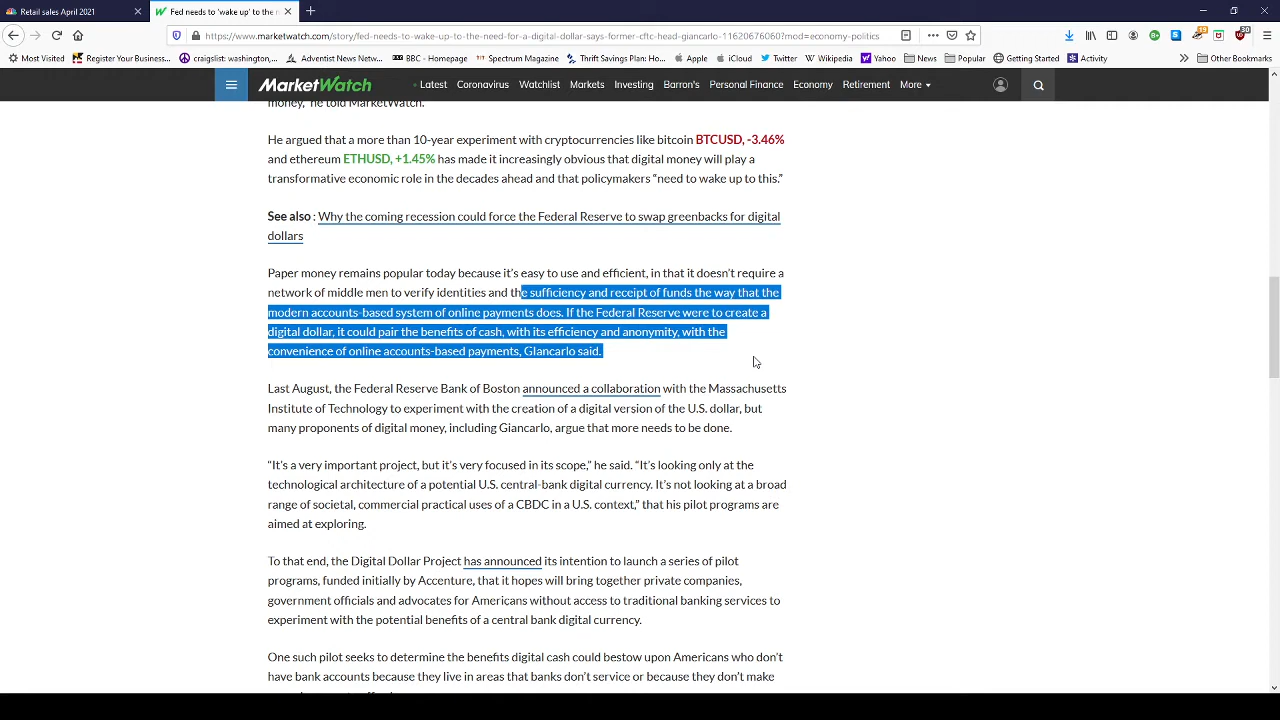 Retail sales April 2021
Fed needs to 'wake up' to the n
https://www.marketwatch.com/story/fed-needs-to-wake-up-to-the-need-for-a-digital-dollar-says-former-cftc-head-giancarlo-11620676060?mod=economy-politics
Most Visited
Register Your Business...
craigslist: washington,...
Adventist News Netw...
BBC - Homepage
Spectrum Magazine
Thrift Savings Plan: Ho...
Apple
iCloud
Twitter
Wikipedia
Yahoo
News
Popular
Getting Started
Activity
Other Bookmarks
MarketWatch
Latest
Coronavirus
Watchlist
Markets
Investing
Barron's
Personal Finance
Economy
Retirement
More
money," he told MarketWatch.
He argued that a more than 10-year experiment with cryptocurrencies like bitcoin BTCUSD, -3.46%
and ethereum ETHUSD, +1.45% has made it increasingly obvious that digital money will play a
transformative economic role in the decades ahead and that policymakers “need to wake up to this.”
See also : Why the coming recession could force the Federal Reserve to swap greenbacks for digital
dollars
Paper money remains popular today because it’s easy to use and efficient, in that it doesn’t require a
network of middle men to verify identities and the sufficiency and receipt of funds the way that the
modern accounts-based system of online payments does. If the Federal Reserve were to create a
digital dollar, it could pair the benefits of cash, with its efficiency and anonymity, with the
convenience of online accounts-based payments, GIancarlo said.
Last August, the Federal Reserve Bank of Boston announced a collaboration with the Massachusetts
Institute of Technology to experiment with the creation of a digital version of the U.S. dollar, but
many proponents of digital money, including Giancarlo, argue that more needs to be done.
“It’s a very important project, but it’s very focused in its scope,” he said. “It’s looking only at the
technological architecture of a potential U.S. central-bank digital currency. It’s not looking at a broad
range of societal, commercial practical uses of a CBDC in a U.S. context,” that his pilot programs are
aimed at exploring.
To that end, the Digital Dollar Project has announced its intention to launch a series of pilot
programs, funded initially by Accenture, that it hopes will bring together private companies,
government officials and advocates for Americans without access to traditional banking services to
experiment with the potential benefits of a central bank digital currency.
One such pilot seeks to determine the benefits digital cash could bestow upon Americans who don’t
have bank accounts because they live in areas that banks don’t service or because they don’t make